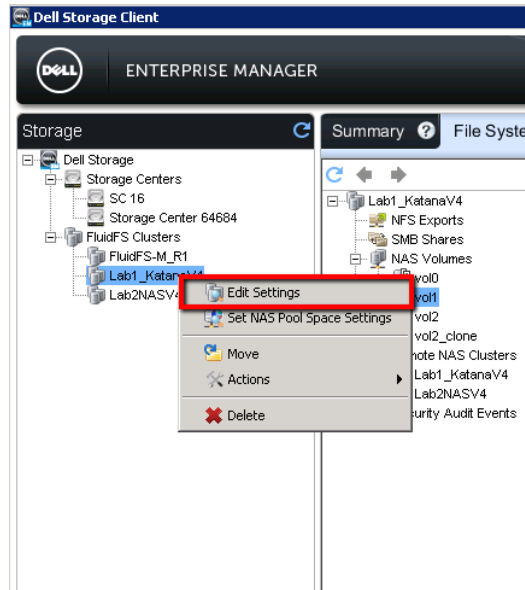 Dell Storage Client
DELL
ENTERPRISE MANAGER
Storage
Dell Storage
Storage Centers
SC 16
Storage Center 64684
FluidFS Clusters
FluidFS-M_R1
Lab1_KatanaV4
Lab2NASV4
Edit Settings
Set NAS Pool Space Settings
Move
Actions
Delete
Summary ? File Syste
Lab1_KatanaV4
NFS Exports
SMB Shares
NAS Volumes
vol0
vol1
vol2
vol2_clone
note NAS Clusters
Lab1_KatanaV4
Lab2NASV4
urity Audit Events